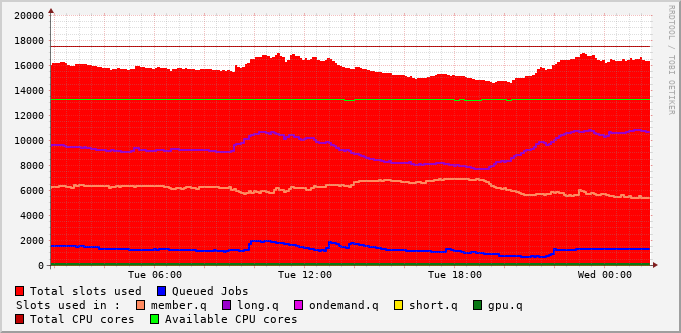 20000
18000
16000
14000
12000
10000
8000
6000
4000
2000
0
Tue 06:00 Tue 12:00 Tue 18:00 Wed 00:00
RRDTOOL / TOBI OETIKER
Total slots used Queued Jobs
Slots used in : member.q long.q ondemand.q short.q gpu.q
Total CPU cores Available CPU cores